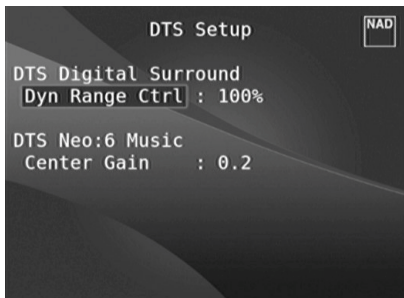 DTS Setup
NAD
DTS Digital Surround
Dyn Range Ctrl : 100%
DTS Neo:6 Music
Center Gain : 0.2